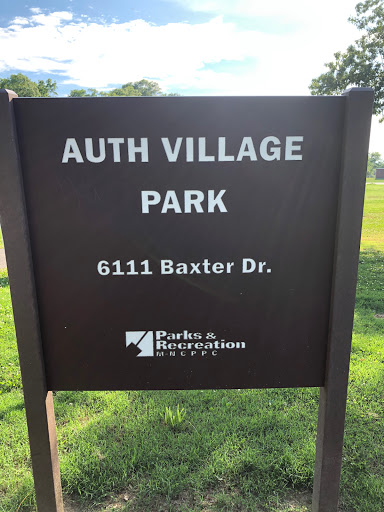 AUTH VILLAGE
PARK
6111 Baxter Dr.
Parks &
Recreation
M-NCPPC